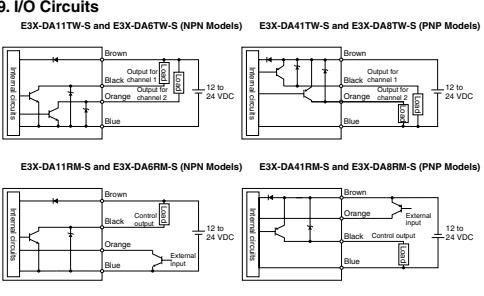 9. I/O Circuits
E3X-DA11TW-S and E3X-DA6TW-S (NPN Models)
Internal circuits
Brown
Output for channel 1
Load
Black
Output for channel 2
Load
Orange
12 to
24 VDC
Blue
E3X-DA41TW-S and E3X-DA8TW-S (PNP Models)
Internal circuits
Brown
Output for channel 1
Black
Output for channel 2
Orange
Load
Load
12 to
24 VDC
Blue
E3X-DA11RM-S and E3X-DA6RM-S (NPN Models)
Internal circuits
Brown
Control
output
Load
Black
Orange
External
input
12 to
24 VDC
Blue
E3X-DA41RM-S and E3X-DA8RM-S (PNP Models)
Internal circuits
Brown
Orange
External
input
Black
Control output
Load
12 to
24 VDC
Blue